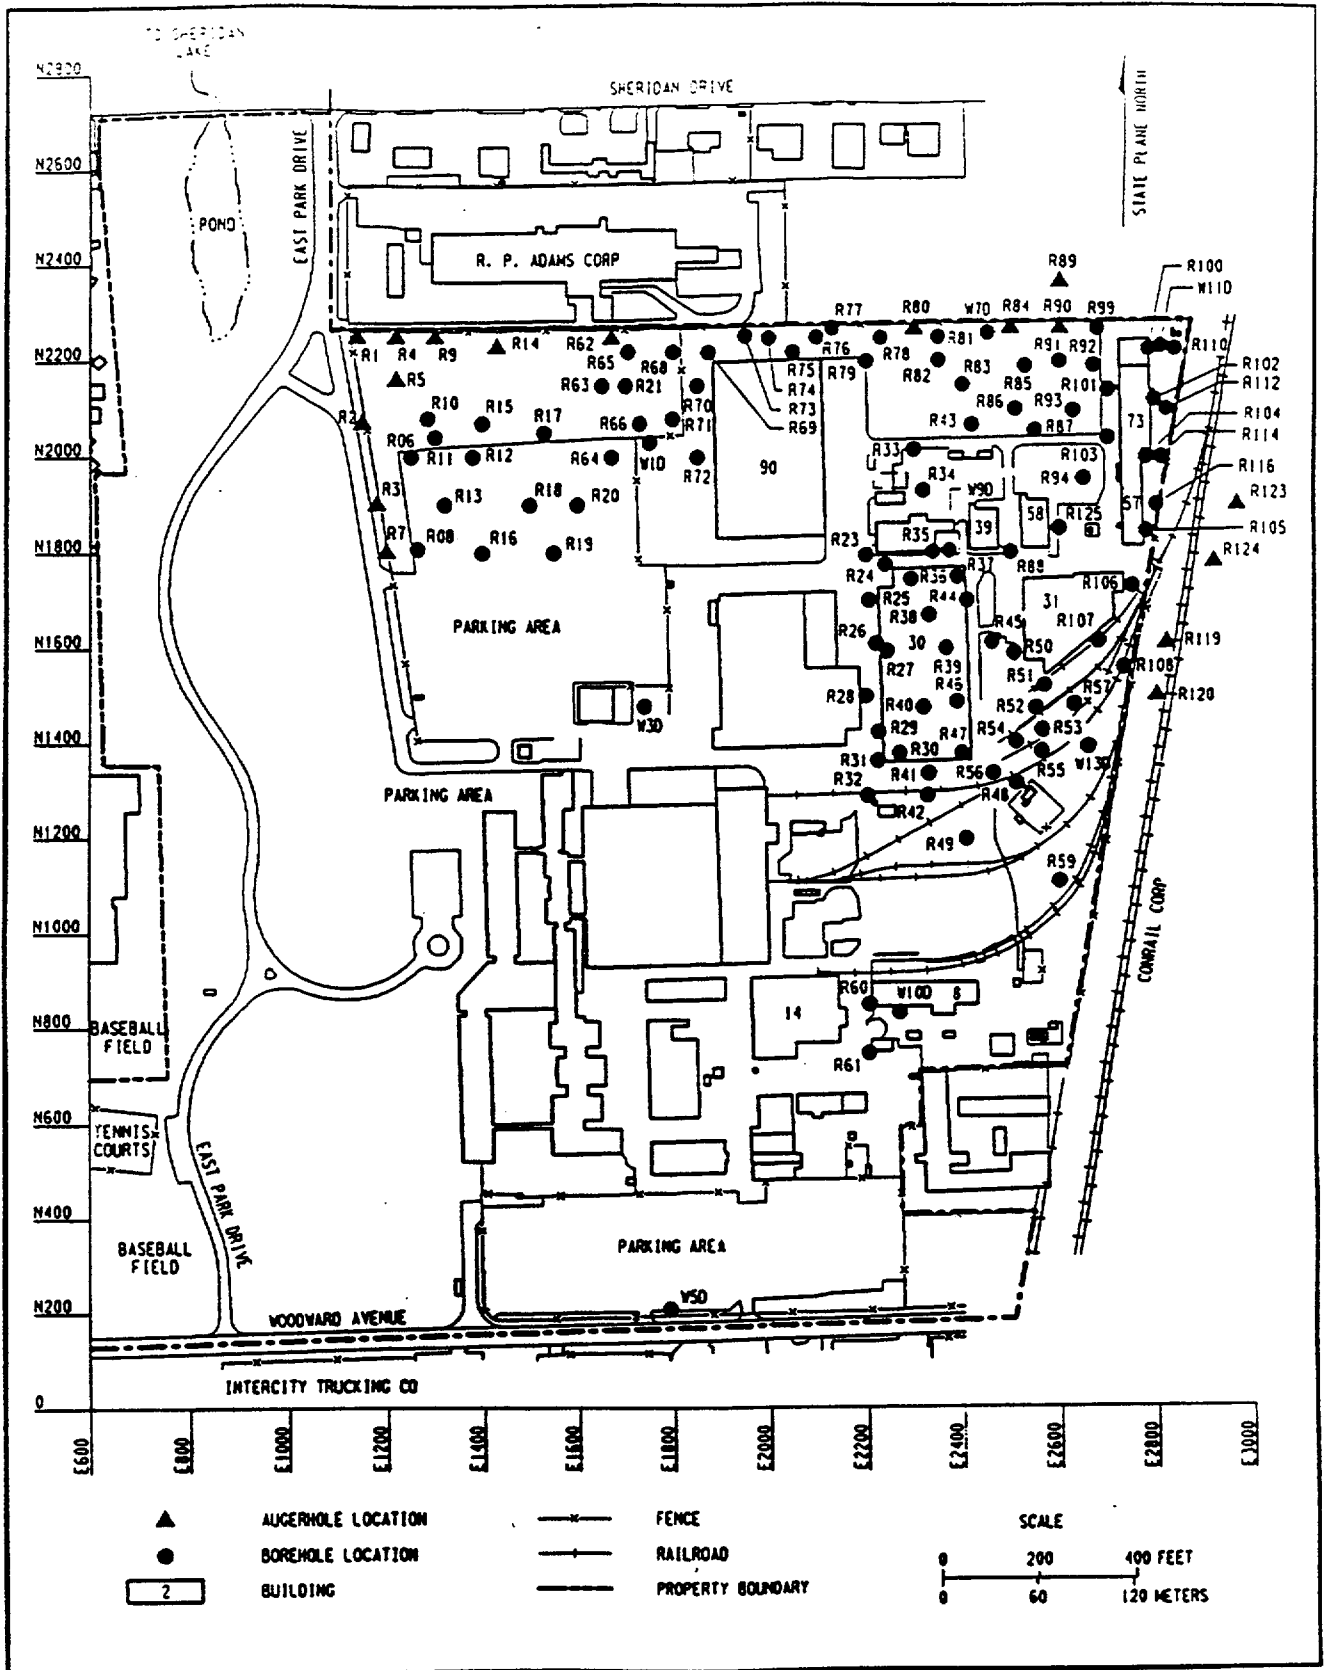 TO SHERIDAN
LAKE
N2800
SHERIDAN DRIVE
EAST PARK DRIVE
STATE PLANE NORTH
N2600
POND
N2400
R. P. ADAMS CORP
R89
R100
W11D
R77
R80
W70
R84
R90
R99
N2200
R1
R4
R9
R14
R62
R65
R68
R76
R78
R81
R91
R92
R110
R5
R63
R21
R75
R79
R82
R83
R85
R101
R102
R112
R74
R70
R73
R86
R93
R2
R10
R15
R17
R66
R71
R69
R43
R87
73
R104
R114
R06
N2000
R11
R12
R64
W1D
R72
90
R33
R103
R34
R94
R116
R3
R13
R18
R20
W9D
39
58
57
R123
R125
R7
R35
R105
N1800
R08
R16
R19
R23
R37
R88
R124
R24
R36
R106
R25
R44
31
PARKING AREA
R38
R45
R107
N1600
R26
30
R50
R119
R27
R39
R108
R51
R28
R46
R57
R120
R40
R52
W3D
R29
R54
R53
N1400
R47
R31
R30
W13D
R56
R55
R32
R41
PARKING AREA
R48
R42
N1200
R49
R59
N1000
CONRAIL CORP
R60
W10D
8
14
N800
BASEBALL
FIELD
R61
N600
TENNIS
COURTS
EAST PARK DRIVE
N400
BASEBALL
FIELD
PARKING AREA
W5D
N200
WOODWARD AVENUE
INTERCITY TRUCKING CO
0
E600
E800
E1000
E1200
E1400
E1600
E1800
E2000
E2200
E2400
E2600
E2800
E3000
AUGERHOLE LOCATION
FENCE
SCALE
BOREHOLE LOCATION
RAILROAD
0 200 400 FEET
2
BUILDING
PROPERTY BOUNDARY
0 60 120 METERS